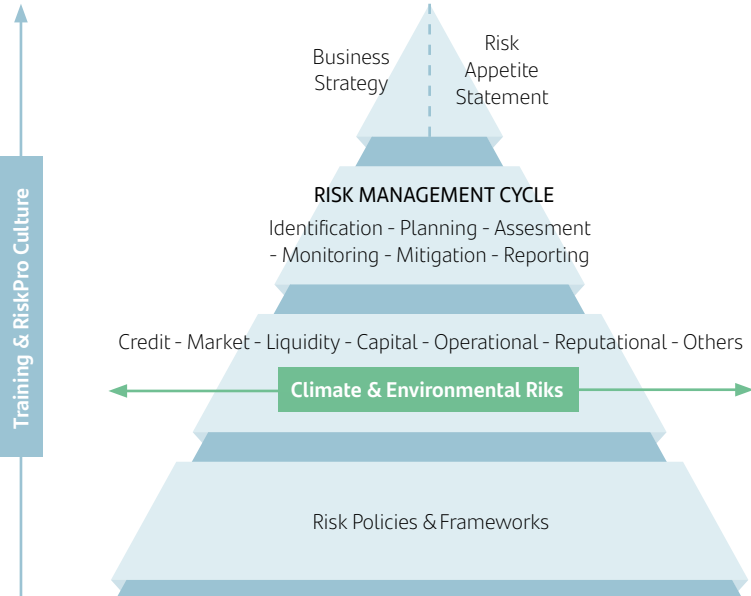 Business
Strategy
Risk
Appetite
Statement
RISK MANAGEMENT CYCLE
Identification - Planning - Assesment
- Monitoring - Mitigation - Reporting
Credit - Market - Liquidity - Capital - Operational - Reputational - Others
Climate & Environmental Riks
Risk Policies & Frameworks
Training & RiskPro Culture